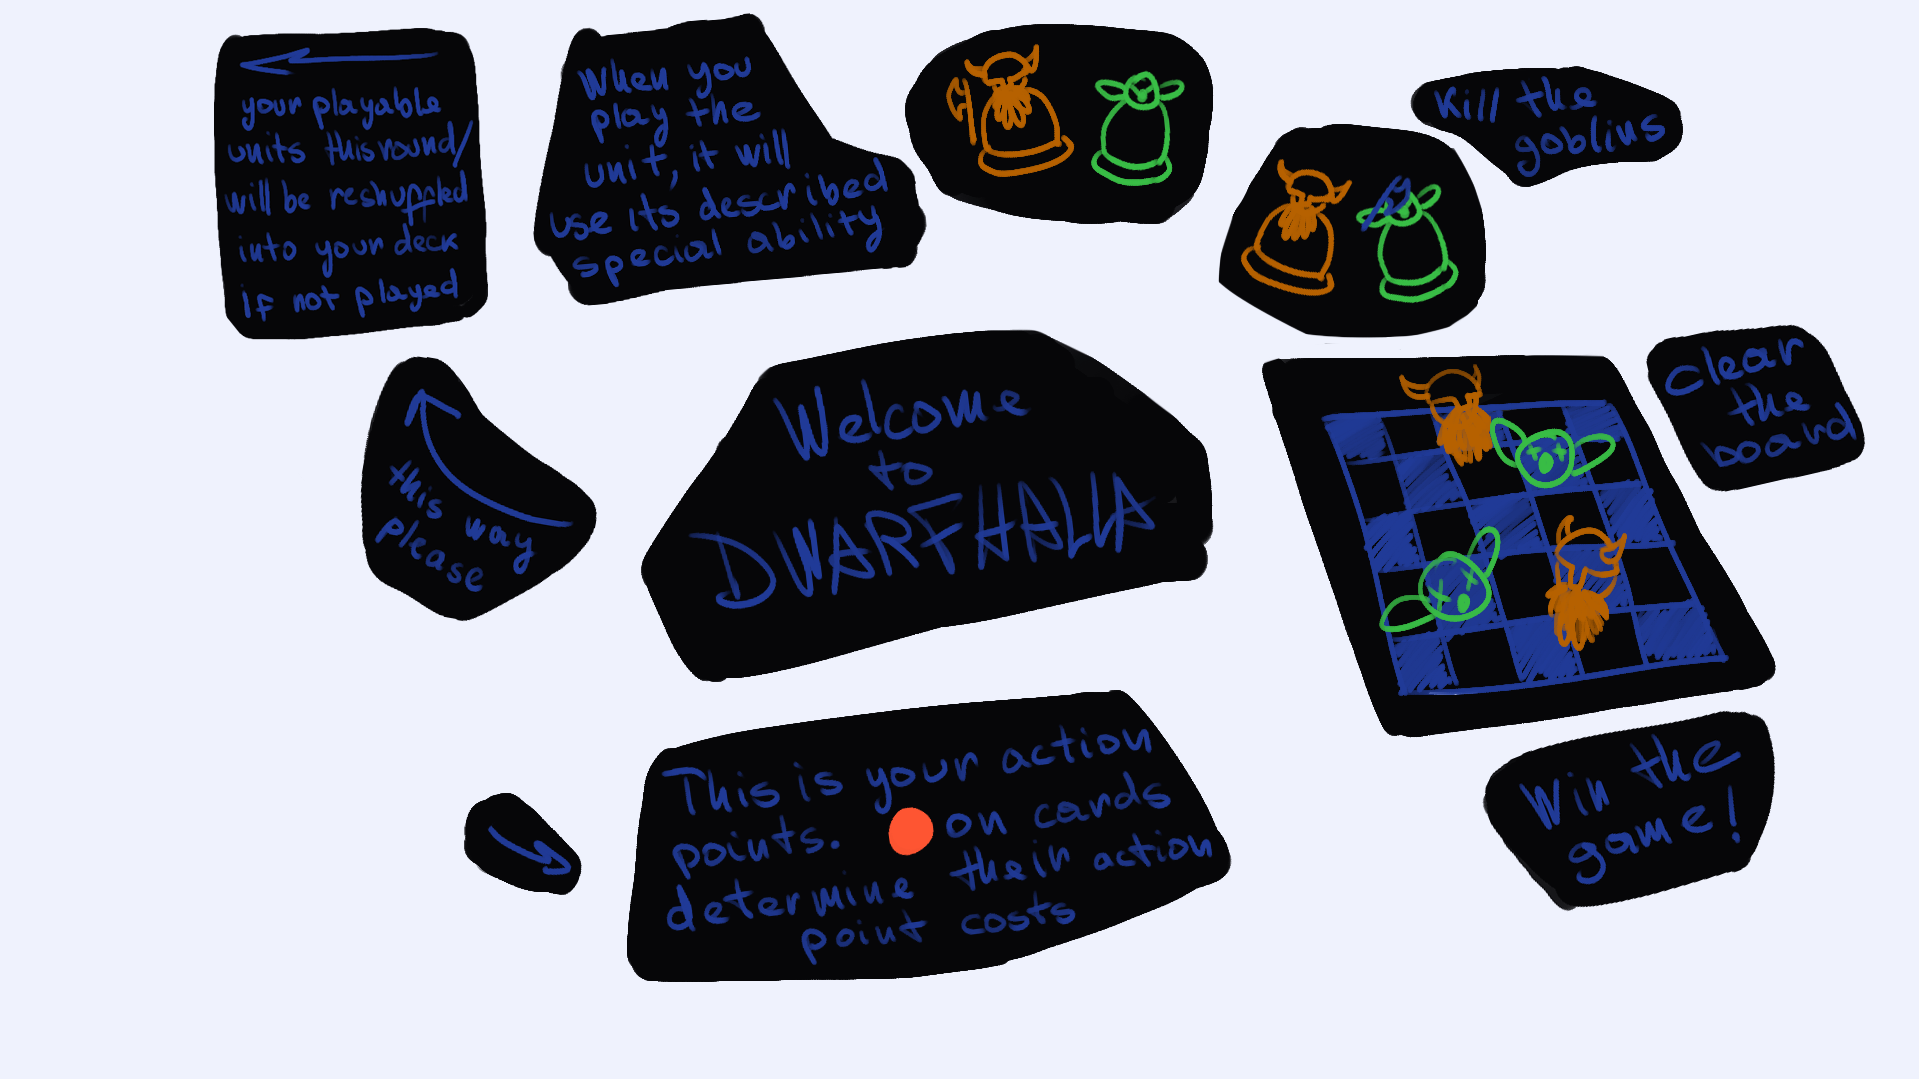 your playable
units this round/
will be reshuffled
into your deck
if not played
When you
play the
unit, it will
use its described
special ability
Kill the
goblins
Clear
the
board
this way
please
Welcome
to
DWARFHALLA
This is your action
points. on cards
determine their action
point costs
Win the
game!